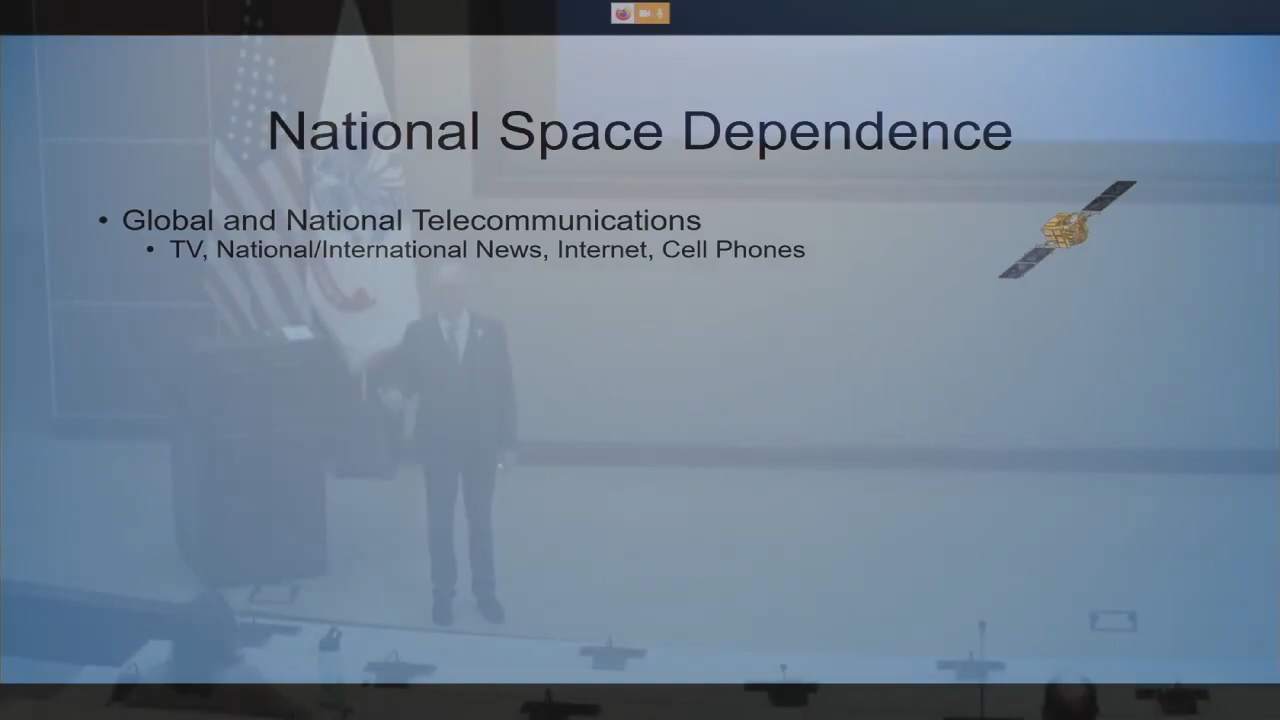 National Space Dependence
• Global and National Telecommunications
• TV, National/International News, Internet, Cell Phones